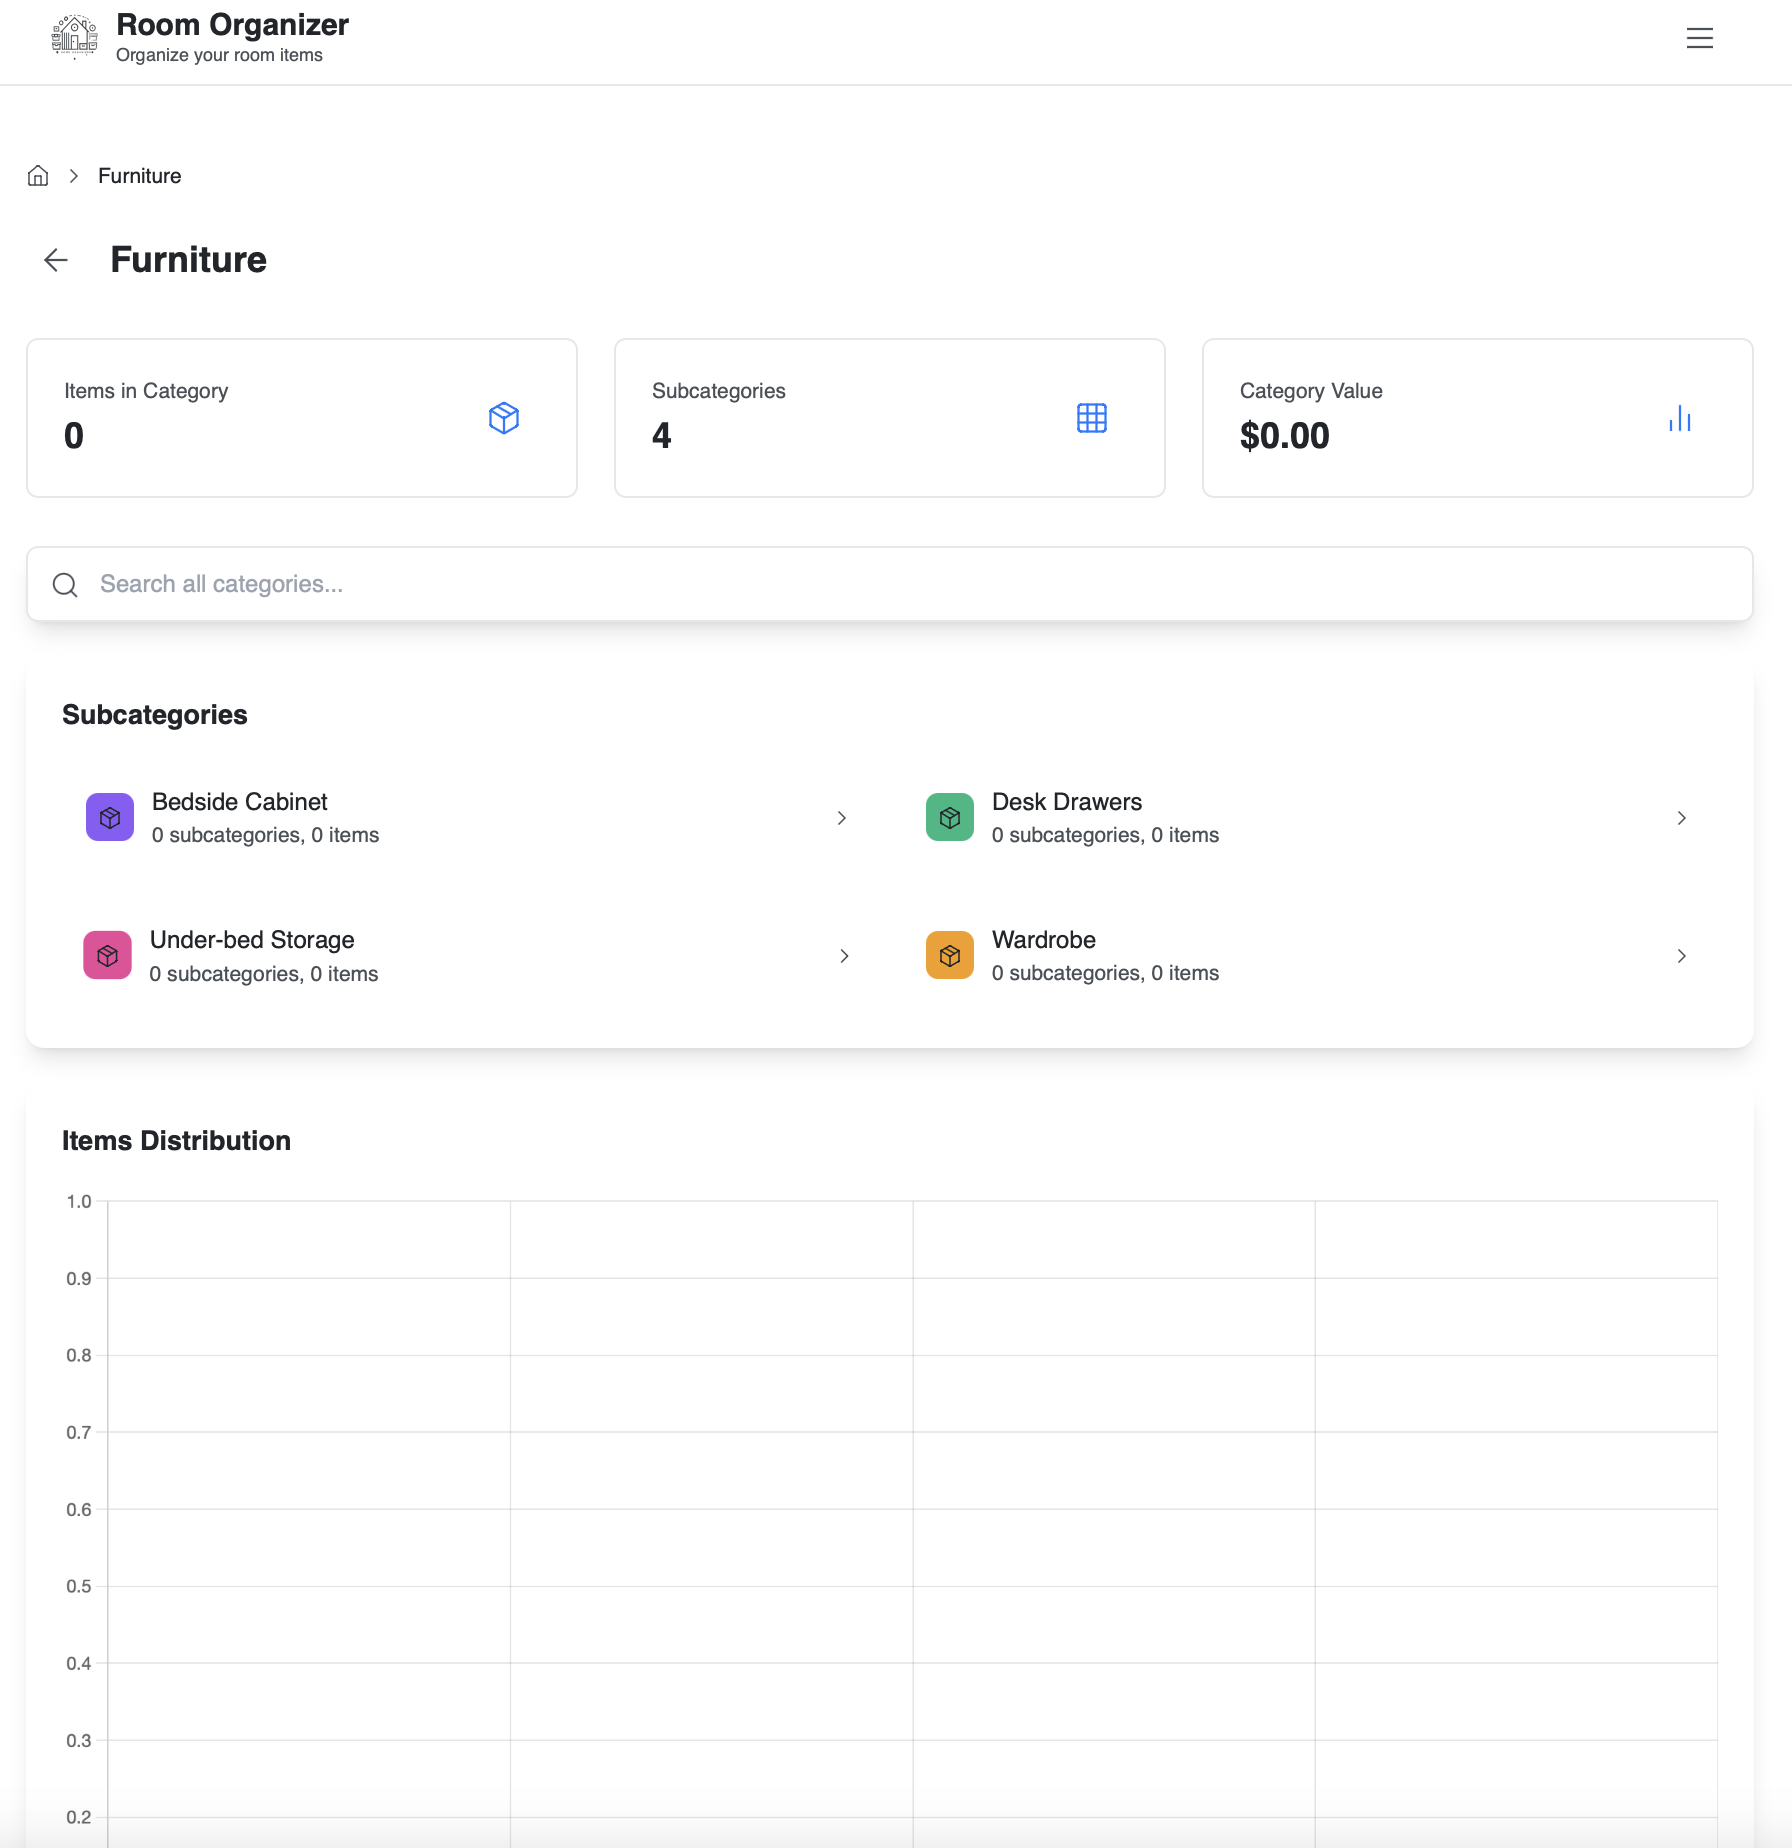 Room Organizer
Organize your room items
Furniture
Furniture
Items in Category
0
Subcategories
4
Category Value
$0.00
Search all categories...
Subcategories
Bedside Cabinet
0 subcategories, 0 items
Desk Drawers
0 subcategories, 0 items
Under-bed Storage
0 subcategories, 0 items
Wardrobe
0 subcategories, 0 items
Items Distribution
1.0
0.9
0.8
0.7
0.6
0.5
0.4
0.3
0.2